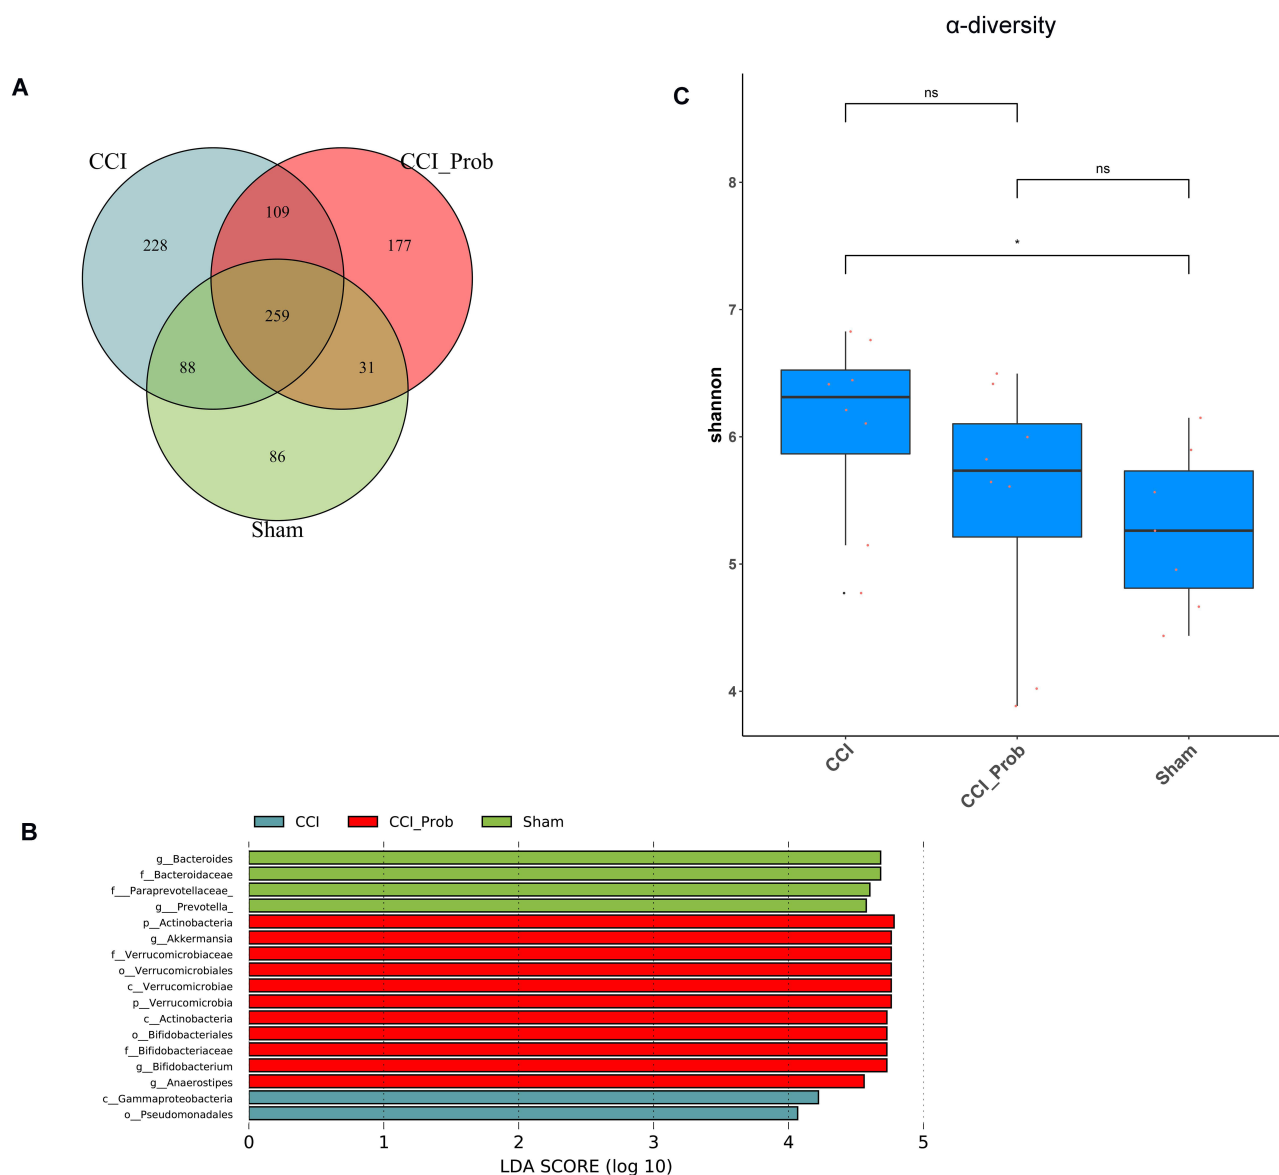 α-diversity
A
CCI
CCI_Prob
109
228
177
259
88
31
86
Sham
C
ns
ns
*
shannon
8
7
6
5
4
CCI
CCI_Prob
Sham
B
CCI
CCI_Prob
Sham
g__Bacteroides
f__Bacteroidaceae
f___Paraprevotellaceae_
g___Prevotella_
p__Actinobacteria
g__Akkermansia
f__Verrucomicrobiaceae
o__Verrucomicrobiales
c__Verrucomicrobiae
p__Verrucomicrobia
c__Actinobacteria
o__Bifidobacteriales
f__Bifidobacteriaceae
g__Bifidobacterium
g__Anaerostipes
c__Gammaproteobacteria
o__Pseudomonadales
0 1 2 3 4 5
LDA SCORE (log 10)